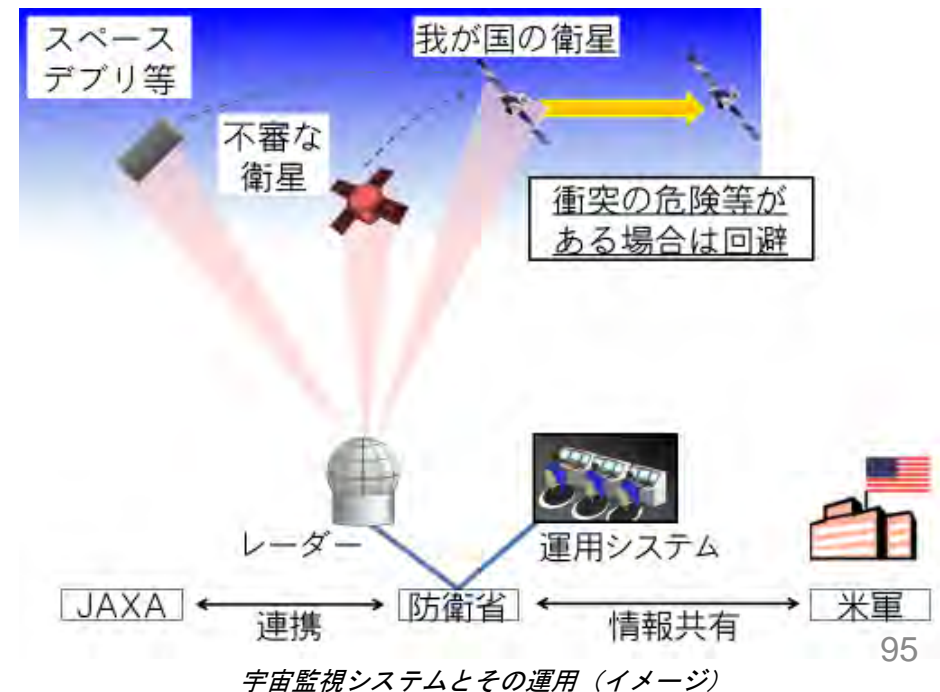 スペース
デブリ等
我が国の衛星
不審な
衛星
衝突の危険等が
ある場合は回避
レーダー
運用システム
JAXA
連携
防衛省
情報共有
米軍
95
宇宙監視システムとその運用（イメージ）